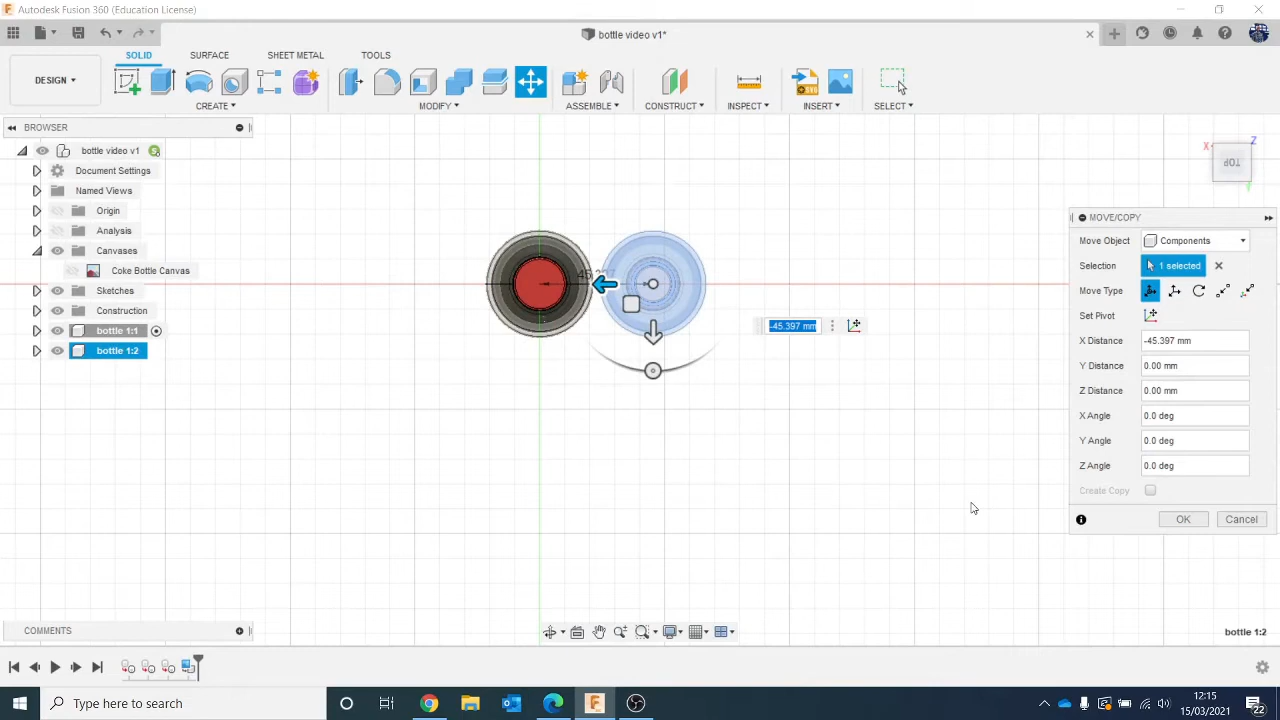 Autodesk Fusion 360 (Education License)
bottle video v1*
DESIGN
SOLID
SURFACE
SHEET METAL
TOOLS
CREATE
MODIFY
ASSEMBLE
CONSTRUCT
INSPECT
INSERT
SELECT
BROWSER
bottle video v1
Document Settings
Named Views
Origin
Analysis
Canvases
Coke Bottle Canvas
Sketches
Construction
bottle 1:1
bottle 1:2
-45.397 mm
X
Z
TOP
MOVE/COPY
Move Object
Components
Selection
1 selected
Move Type
Set Pivot
X Distance
-45.397 mm
Y Distance
0.00 mm
Z Distance
0.00 mm
X Angle
0.0 deg
Y Angle
0.0 deg
Z Angle
0.0 deg
Create Copy
OK
Cancel
COMMENTS
bottle 1:2
Type here to search
12:15
15/03/2021
22